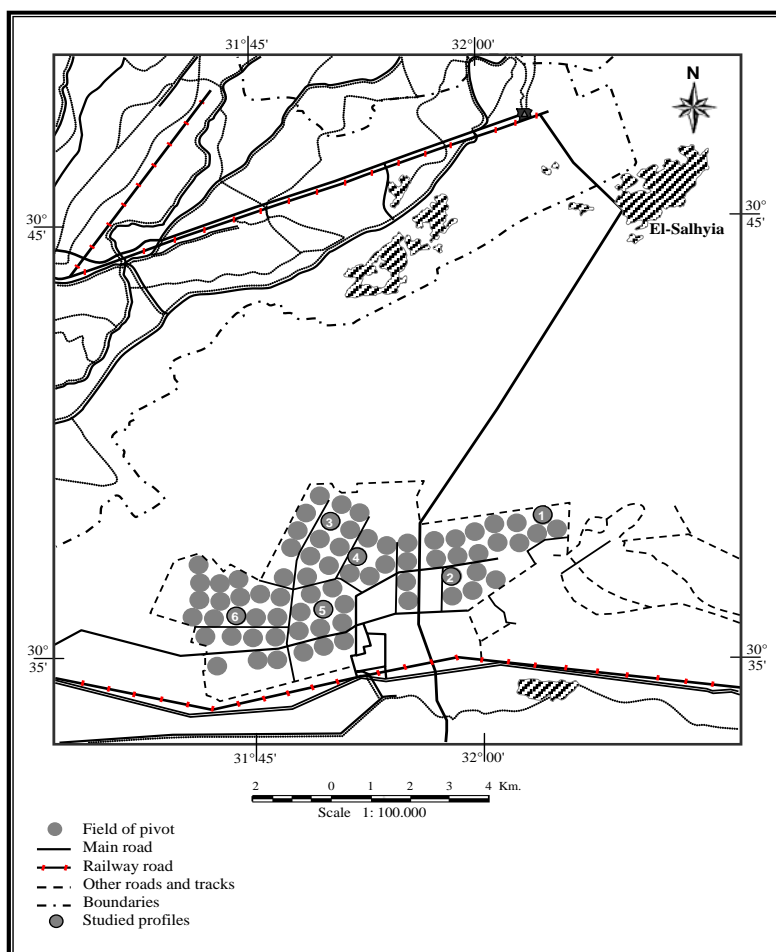 31°45' 32°00'
N
30°
45'
30°
45'
El-Salhyia
1
3
4
2
5
6
30°
35'
30°
35'
31°45' 32°00'
2 0 1 2 3 4 Km.
Scale 1: 100.000
Field of pivot
Main road
Railway road
Other roads and tracks
Boundaries
Studied profiles